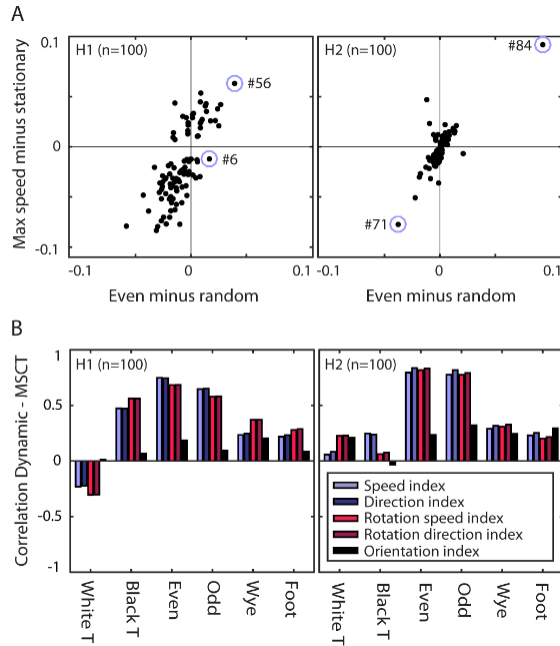 A
H1 (n=100)
H2 (n=100)
#84
#56
#6
#71
Max speed minus stationary
0.1
0
-0.1
-0.1
0
0.1
-0.1
0
0.1
Even minus random
Even minus random
B
H1 (n=100)
H2 (n=100)
Correlation Dynamic - MSCT
1
0.5
0
-0.5
-1
Speed index
Direction index
Rotation speed index
Rotation direction index
Orientation index
White T
Black T
Even
Odd
Wye
Foot
White T
Black T
Even
Odd
Wye
Foot